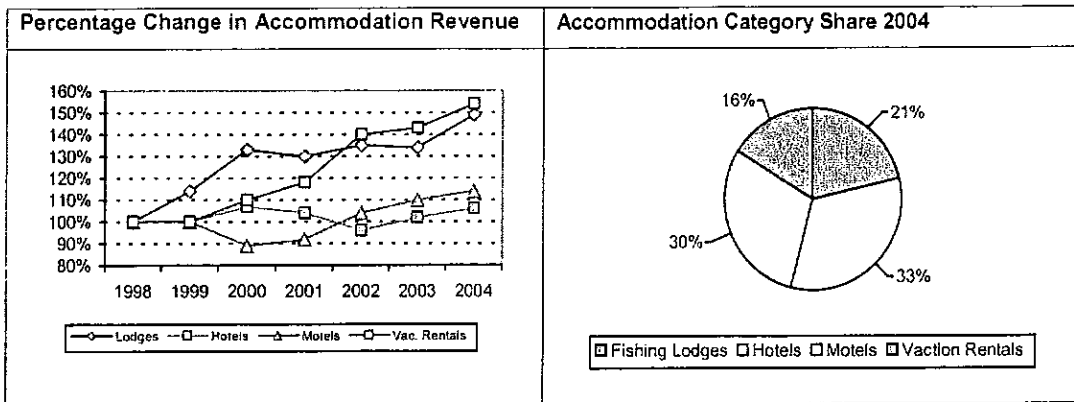 Percentage Change in Accommodation Revenue
Accommodation Category Share 2004
160%
150%
140%
130%
120%
110%
100%
90%
80%
1998 1999 2000 2001 2002 2003 2004
Lodges Hotels Motels Vac. Rentals
16%
21%
30%
33%
Fishing Lodges Hotels Motels Vaction Rentals